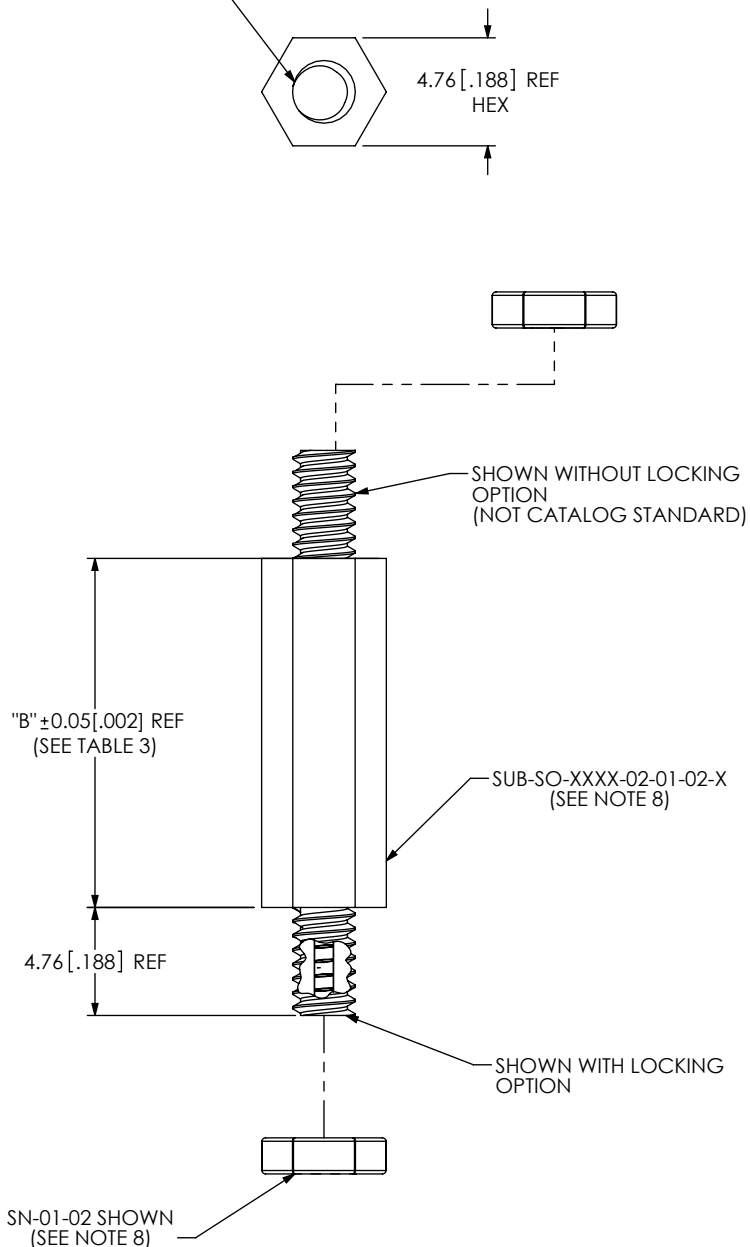 4.76 [.188] REF
HEX
SHOWN WITHOUT LOCKING
OPTION
(NOT CATALOG STANDARD)
"B" ±0.05[.002] REF
(SEE TABLE 3)
SUB-SO-XXXX-02-01-02-X
(SEE NOTE 8)
4.76 [.188] REF
SHOWN WITH LOCKING
OPTION
SN-01-02 SHOWN
(SEE NOTE 8)